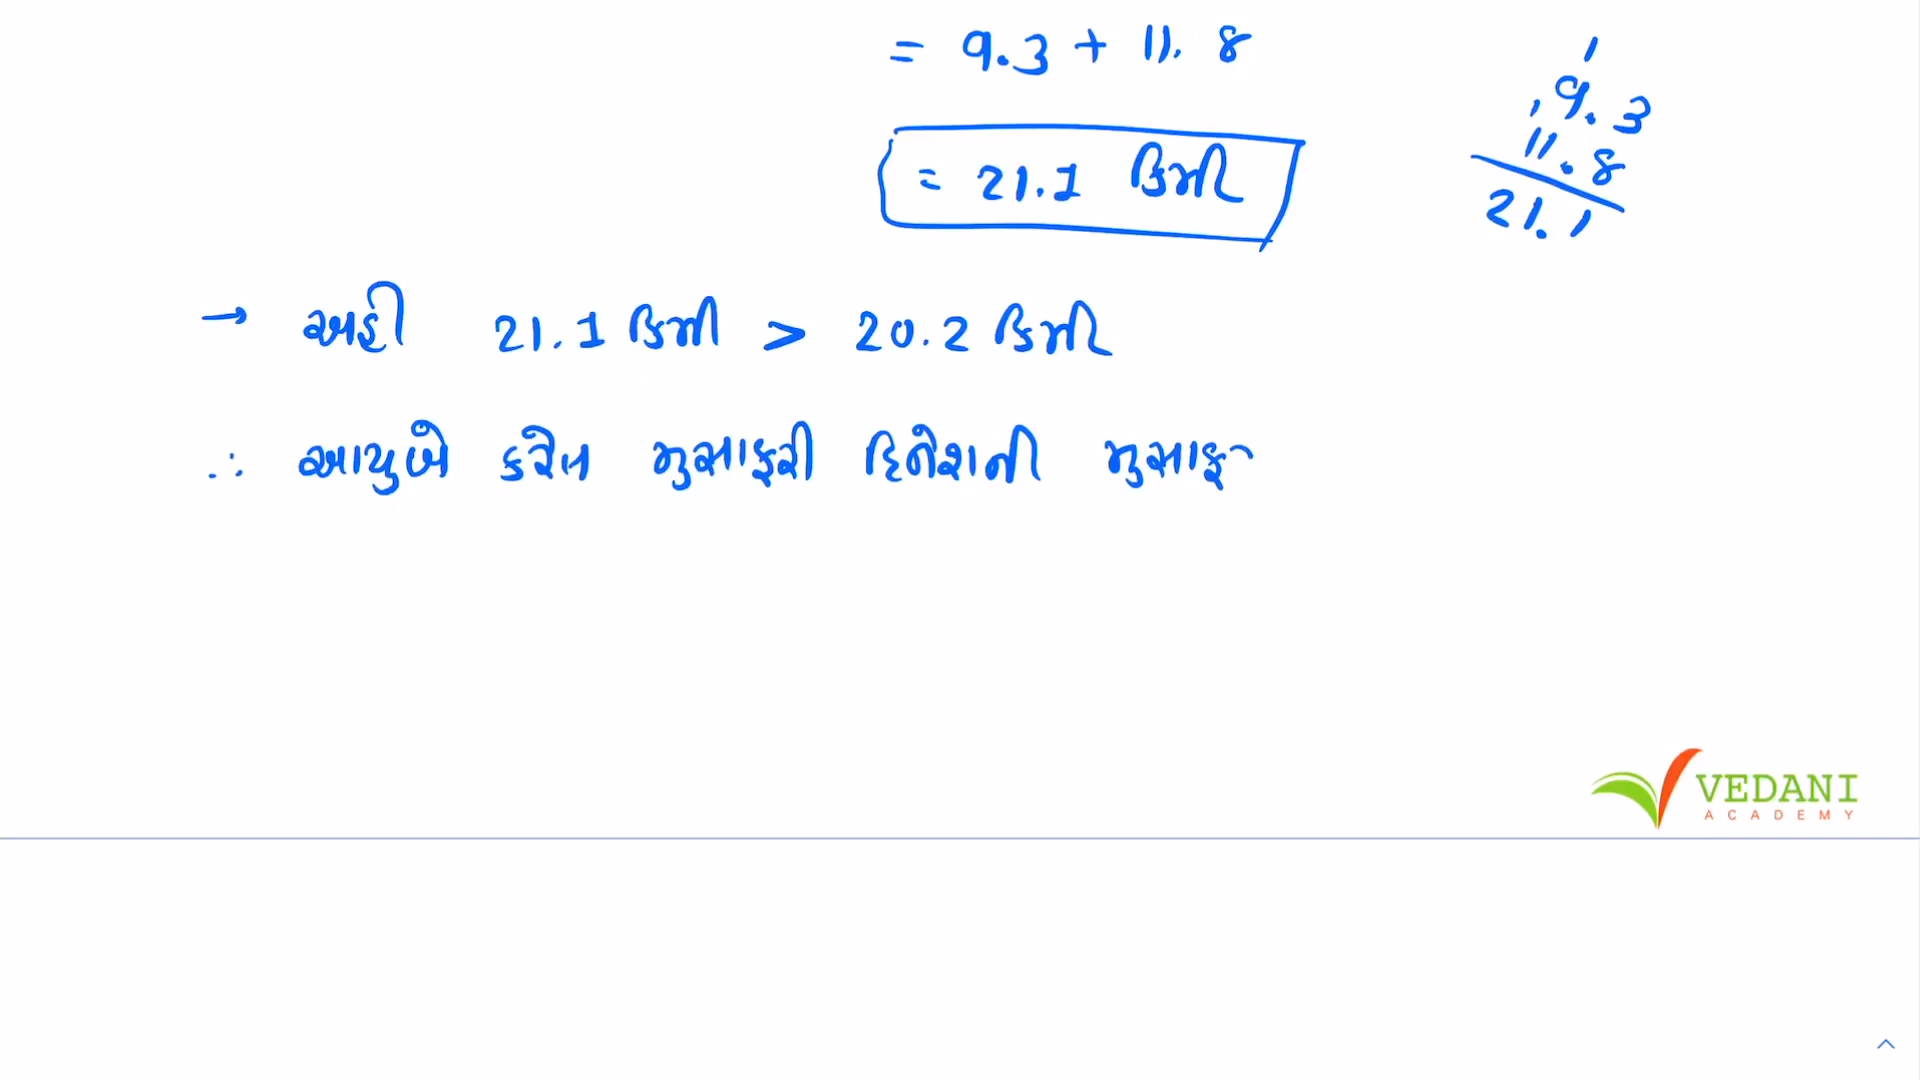 = 9.3 + 11.8
= 21.1 કિમી
1
1 9.3
11.8
21.1
→ અહીં 21.1 કિમી > 20.2 કિમી
∴ આયુબે કરેલ મુસાફરી દિનેશની મુસાફ
VEDANI
ACADEMY